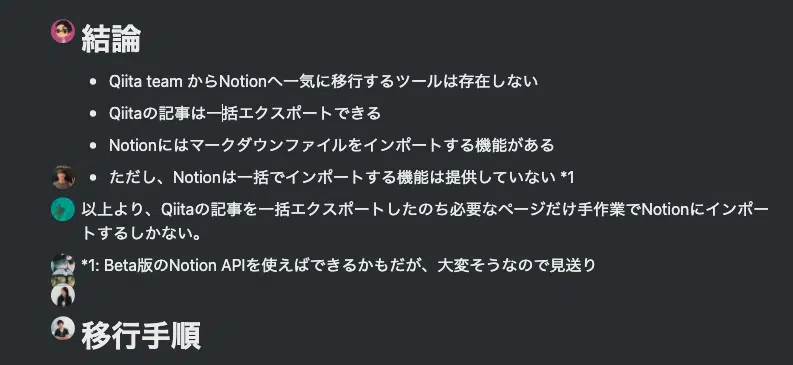 結論
• Qiita team からNotionへ一気に移行するツールは存在しない
• Qiitaの記事は一括エクスポートできる
• Notionにはマークダウンファイルをインポートする機能がある
• ただし、Notionは一括でインポートする機能は提供していない *1
以上より、Qiitaの記事を一括エクスポートしたのち必要なページだけ手作業でNotionにインポー
トするしかない。
*1: Beta版のNotion APIを使えばできるかもだが、大変そうなので見送り
移行手順